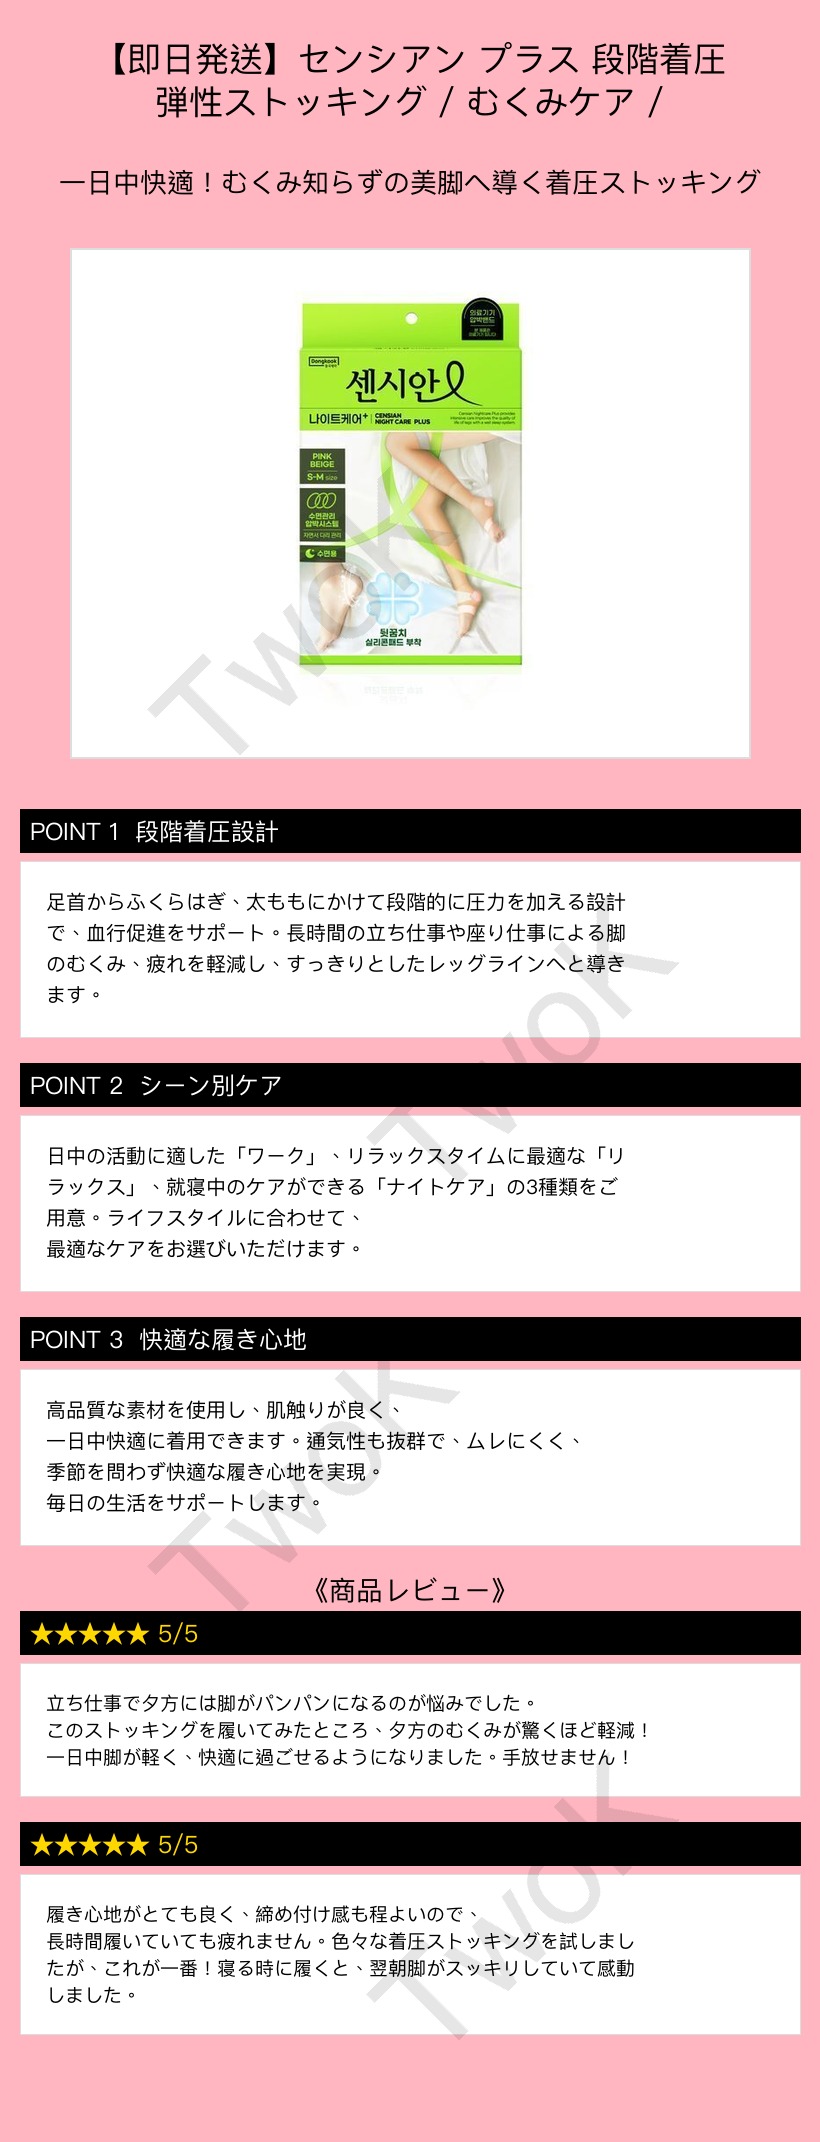 【即日発送】センシアン プラス 段階着圧
弾性ストッキング / むくみケア /
一日中快適！むくみ知らずの美脚へ導く着圧ストッキング
의료기기
압박밴드
Dongkook
센시안
나이트케어+
CENSIAN
NIGHT CARE PLUS
Censian Nightcare Plus provides
intensive care improves the quality of
life of legs with a well sleep system.
PINK
BEIGE
S-M size
수면관리
압박시스템
자면서 다리 관리
수면용
뒷꿈치
실리콘패드 부착
TwoK
POINT 1 段階着圧設計
足首からふくらはぎ、太ももにかけて段階的に圧力を加える設計
で、血行促進をサポート。長時間の立ち仕事や座り仕事による脚
のむくみ、疲れを軽減し、すっきりとしたレッグラインへと導き
ます。
TwoK
POINT 2 シーン別ケア
日中の活動に適した「ワーク」、リラックスタイムに最適な「リ
ラックス」、就寝中のケアができる「ナイトケア」の3種類をご
用意。ライフスタイルに合わせて、
最適なケアをお選びいただけます。
POINT 3 快適な履き心地
高品質な素材を使用し、肌触りが良く、
一日中快適に着用できます。通気性も抜群で、ムレにくく、
季節を問わず快適な履き心地を実現。
毎日の生活をサポートします。
TwoK
《商品レビュー》
★★★★★ 5/5
立ち仕事で夕方には脚がパンパンになるのが悩みでした。
このストッキングを履いてみたところ、夕方のむくみが驚くほど軽減！
一日中脚が軽く、快適に過ごせるようになりました。手放せません！
★★★★★ 5/5
履き心地がとても良く、締め付け感も程よいので、
長時間履いていても疲れません。色々な着圧ストッキングを試しまし
たが、これが一番！寝る時に履くと、翌朝脚がスッキリしていて感動
しました。
TwoK